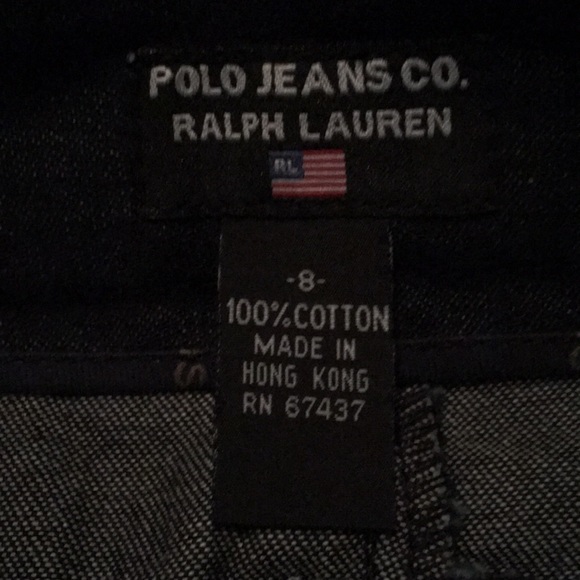 POLO JEANS CO.
RALPH LAUREN
RL
-8-
100% COTTON
MADE IN
HONG KONG
RN 67437